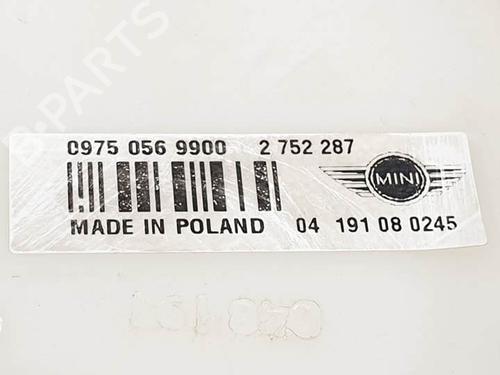 B-PARTS
0975 056 9900 2 752 287
MINI
MADE IN POLAND 04 191 08 0245